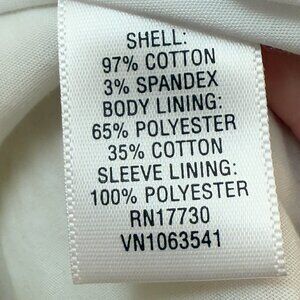 SHELL:
97% COTTON
3% SPANDEX
BODY LINING:
65% POLYESTER
35% COTTON
SLEEVE LINING:
100% POLYESTER
RN17730
VN1063541